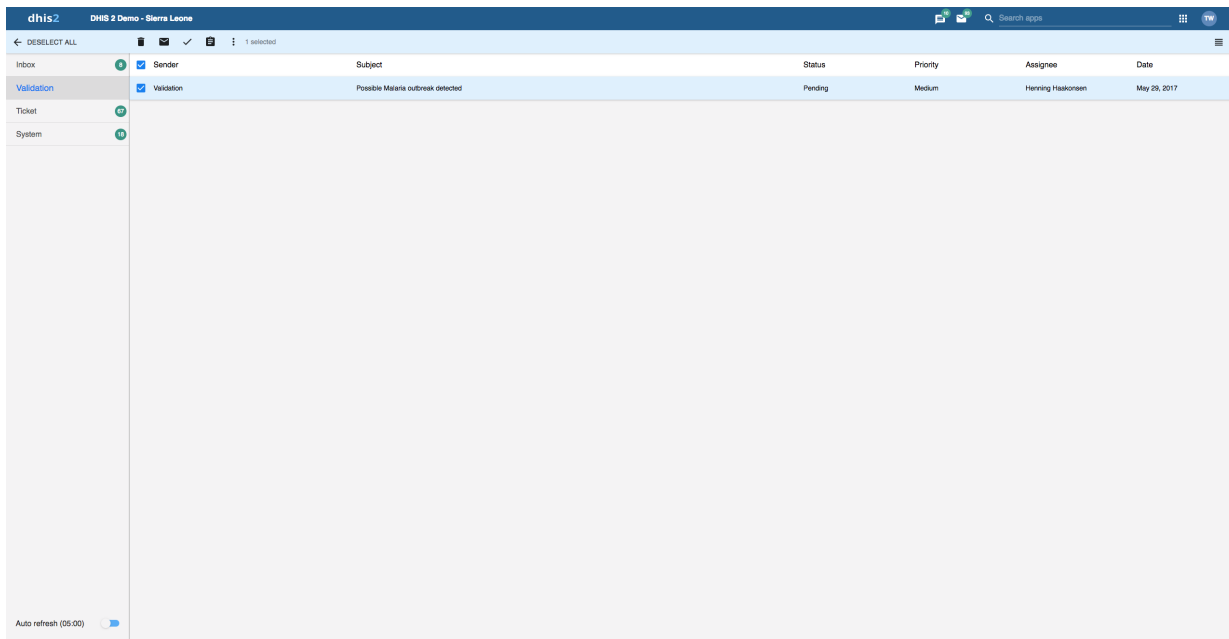 dhis2 DHIS 2 Demo - Sierra Leone Search apps TW
DESELECT ALL 1 selected
Inbox 8 Sender Subject Status Priority Assignee Date
Validation Validation Possible Malaria outbreak detected Pending Medium Henning Haakonsen May 29, 2017
Ticket 67
System 18
Auto refresh (05:00)